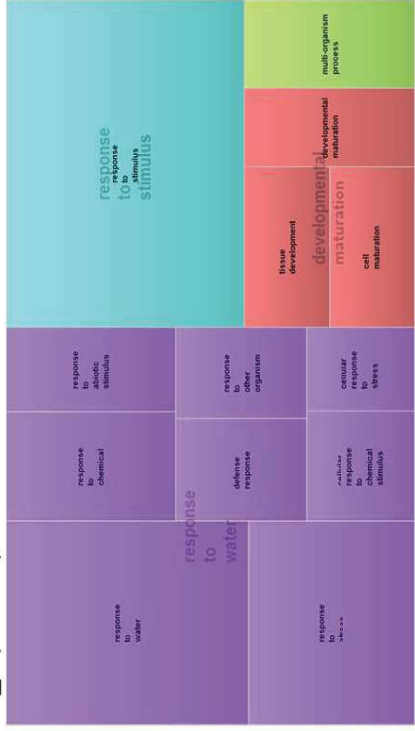 response
to
water
response
to
stress
response
to
water
response
to
chemical
defense
response
cellular
response
to
chemical
stimulus
response
to
abiotic
stimulus
response
to
other
organism
cellular
response
to
stress
response
to
stimulus
response
to
stimulus
tissue
development
cell
maturation
developmental
maturation
developmental
maturation
multi-organism
process